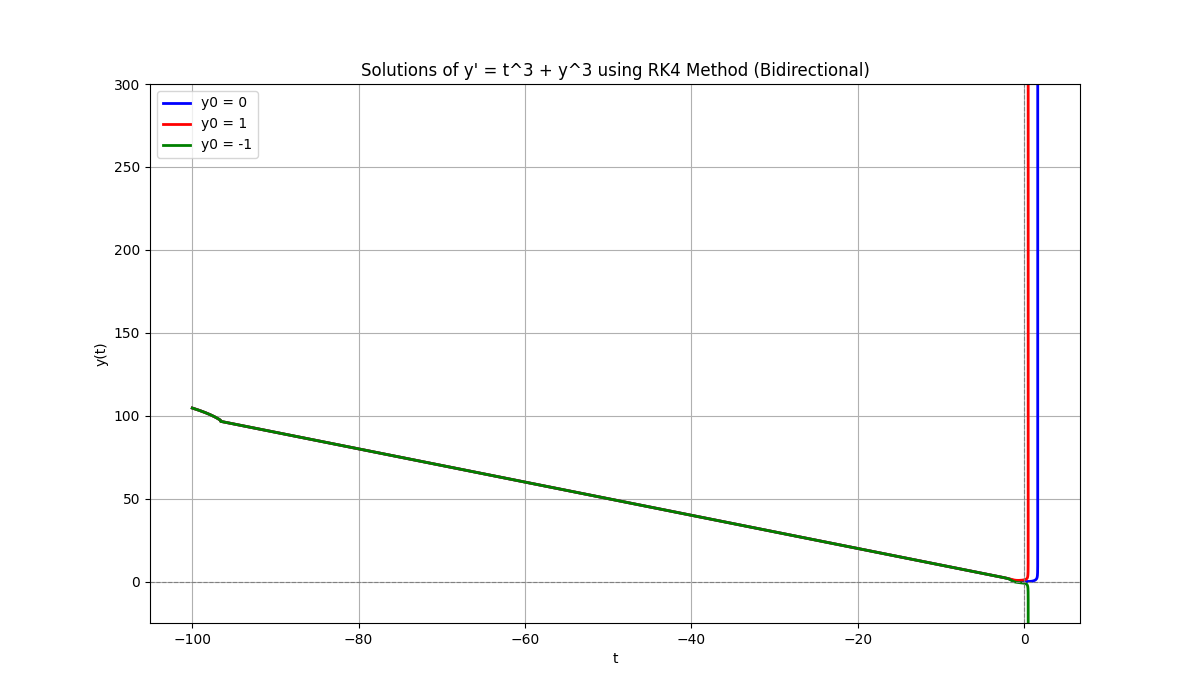 Solutions of y' = t^3 + y^3 using RK4 Method (Bidirectional)
300
250
200
150
100
50
0
y(t)
y0 = 0
y0 = 1
y0 = -1
−100
−80
−60
−40
−20
0
t